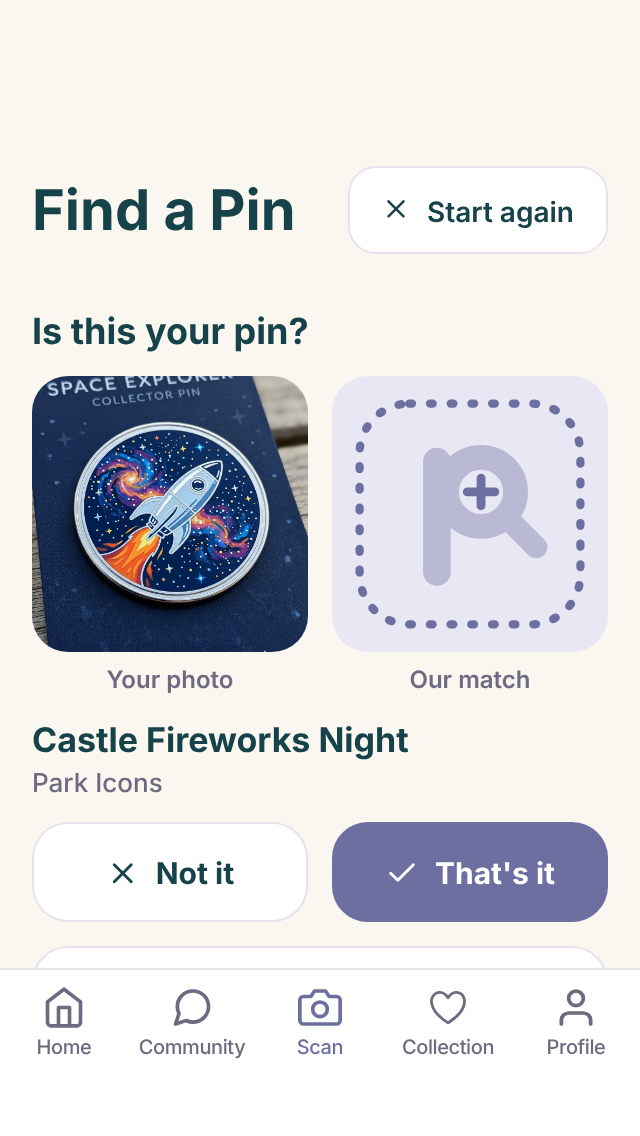 Find a Pin
Start again
Is this your pin?
SPACE EXPLORER
COLLECTOR PIN
Your photo
Our match
Castle Fireworks Night
Park Icons
Not it
That's it
Home
Community
Scan
Collection
Profile